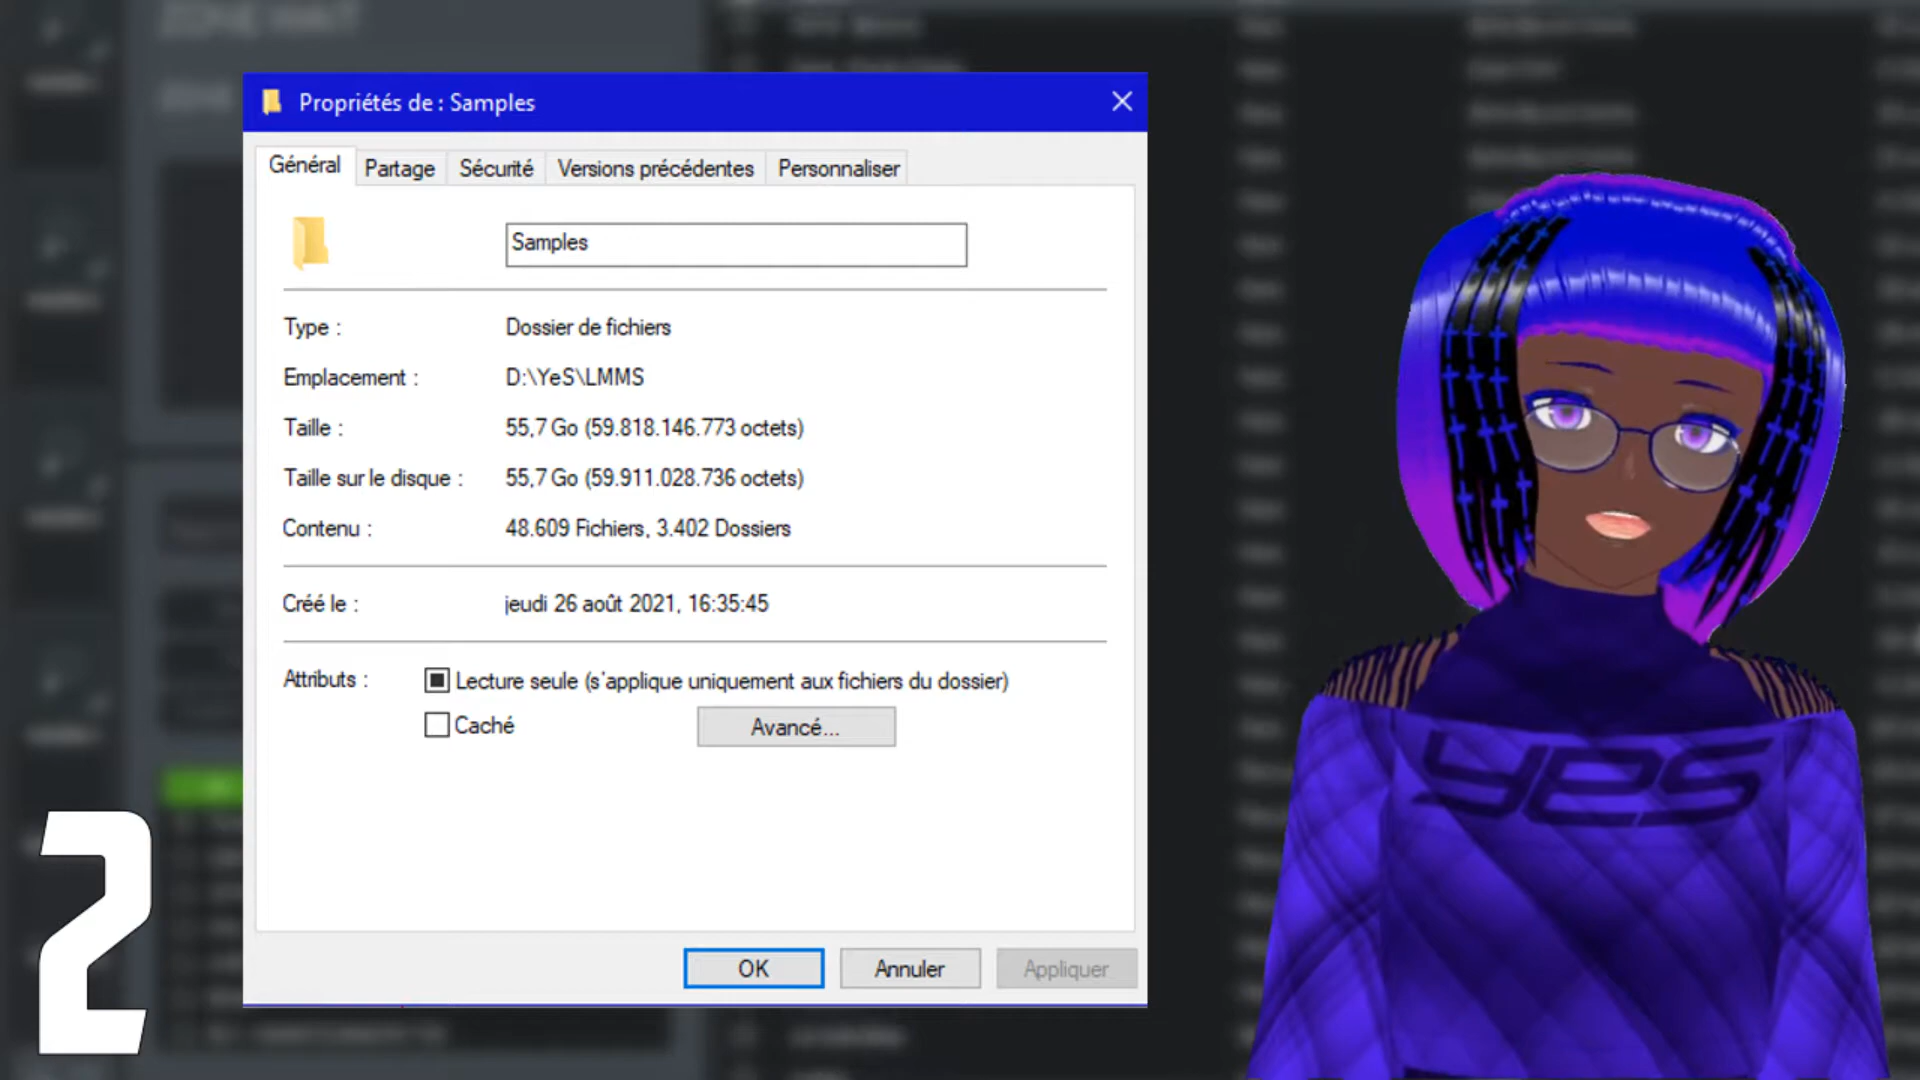 Propriétés de : Samples
Général Partage Sécurité Versions précédentes Personnaliser
Samples
Type : Dossier de fichiers
Emplacement : D:\YeS\LMMS
Taille : 55,7 Go (59.818.146.773 octets)
Taille sur le disque : 55,7 Go (59.911.028.736 octets)
Contenu : 48.609 Fichiers, 3.402 Dossiers
Créé le : jeudi 26 août 2021, 16:35:45
Attributs : Lecture seule (s'applique uniquement aux fichiers du dossier)
Caché Avancé...
OK Annuler Appliquer
2
yes